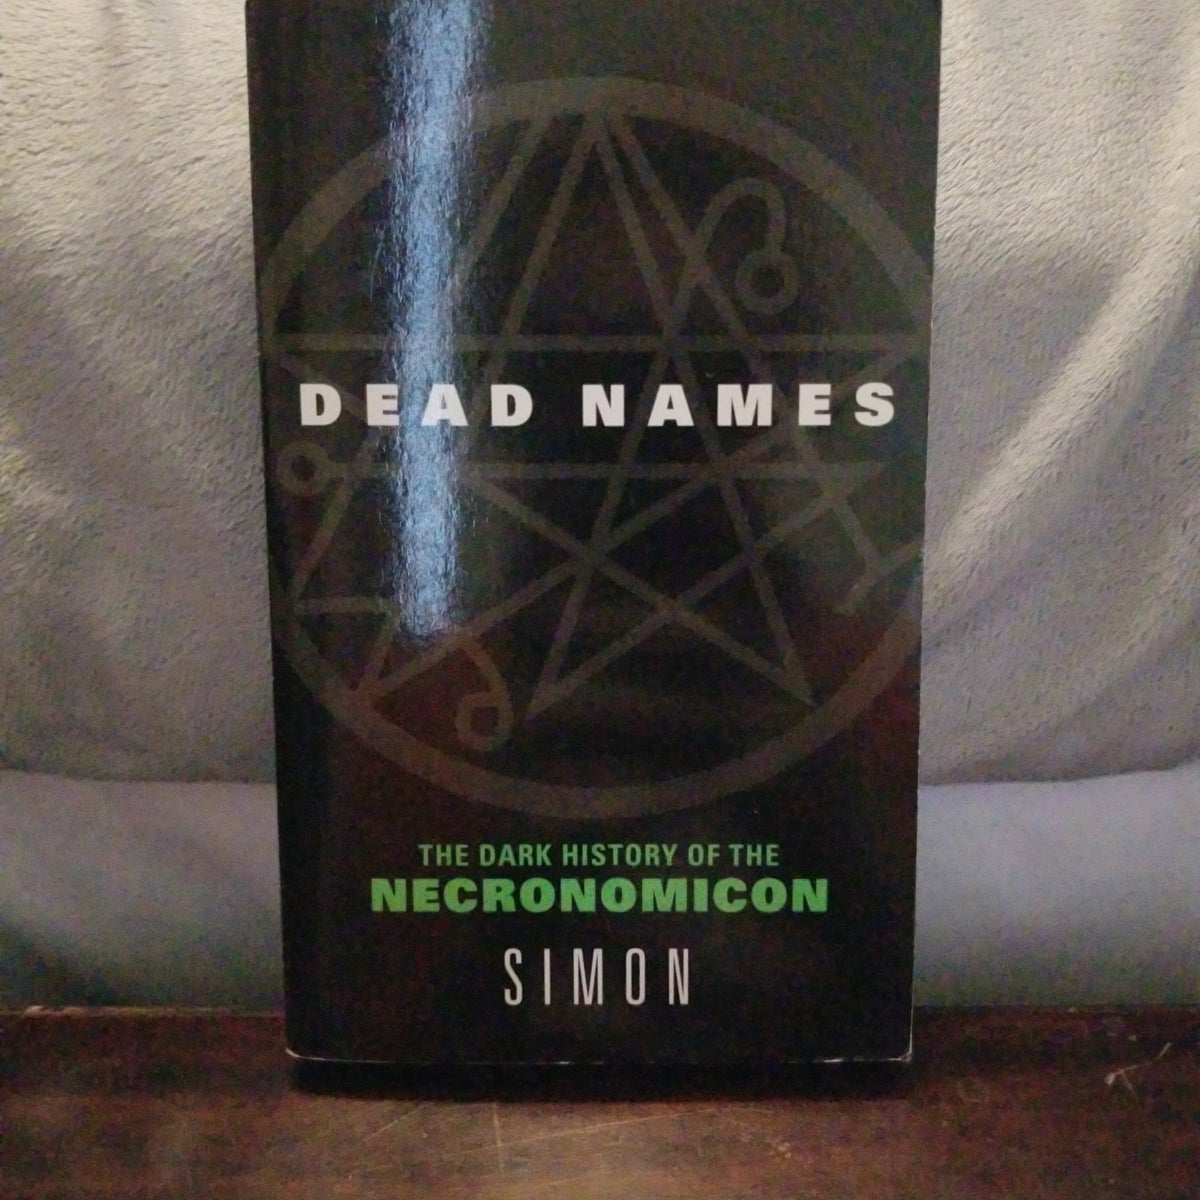 DEAD NAMES
THE DARK HISTORY OF THE
NECRONOMICON
SIMON